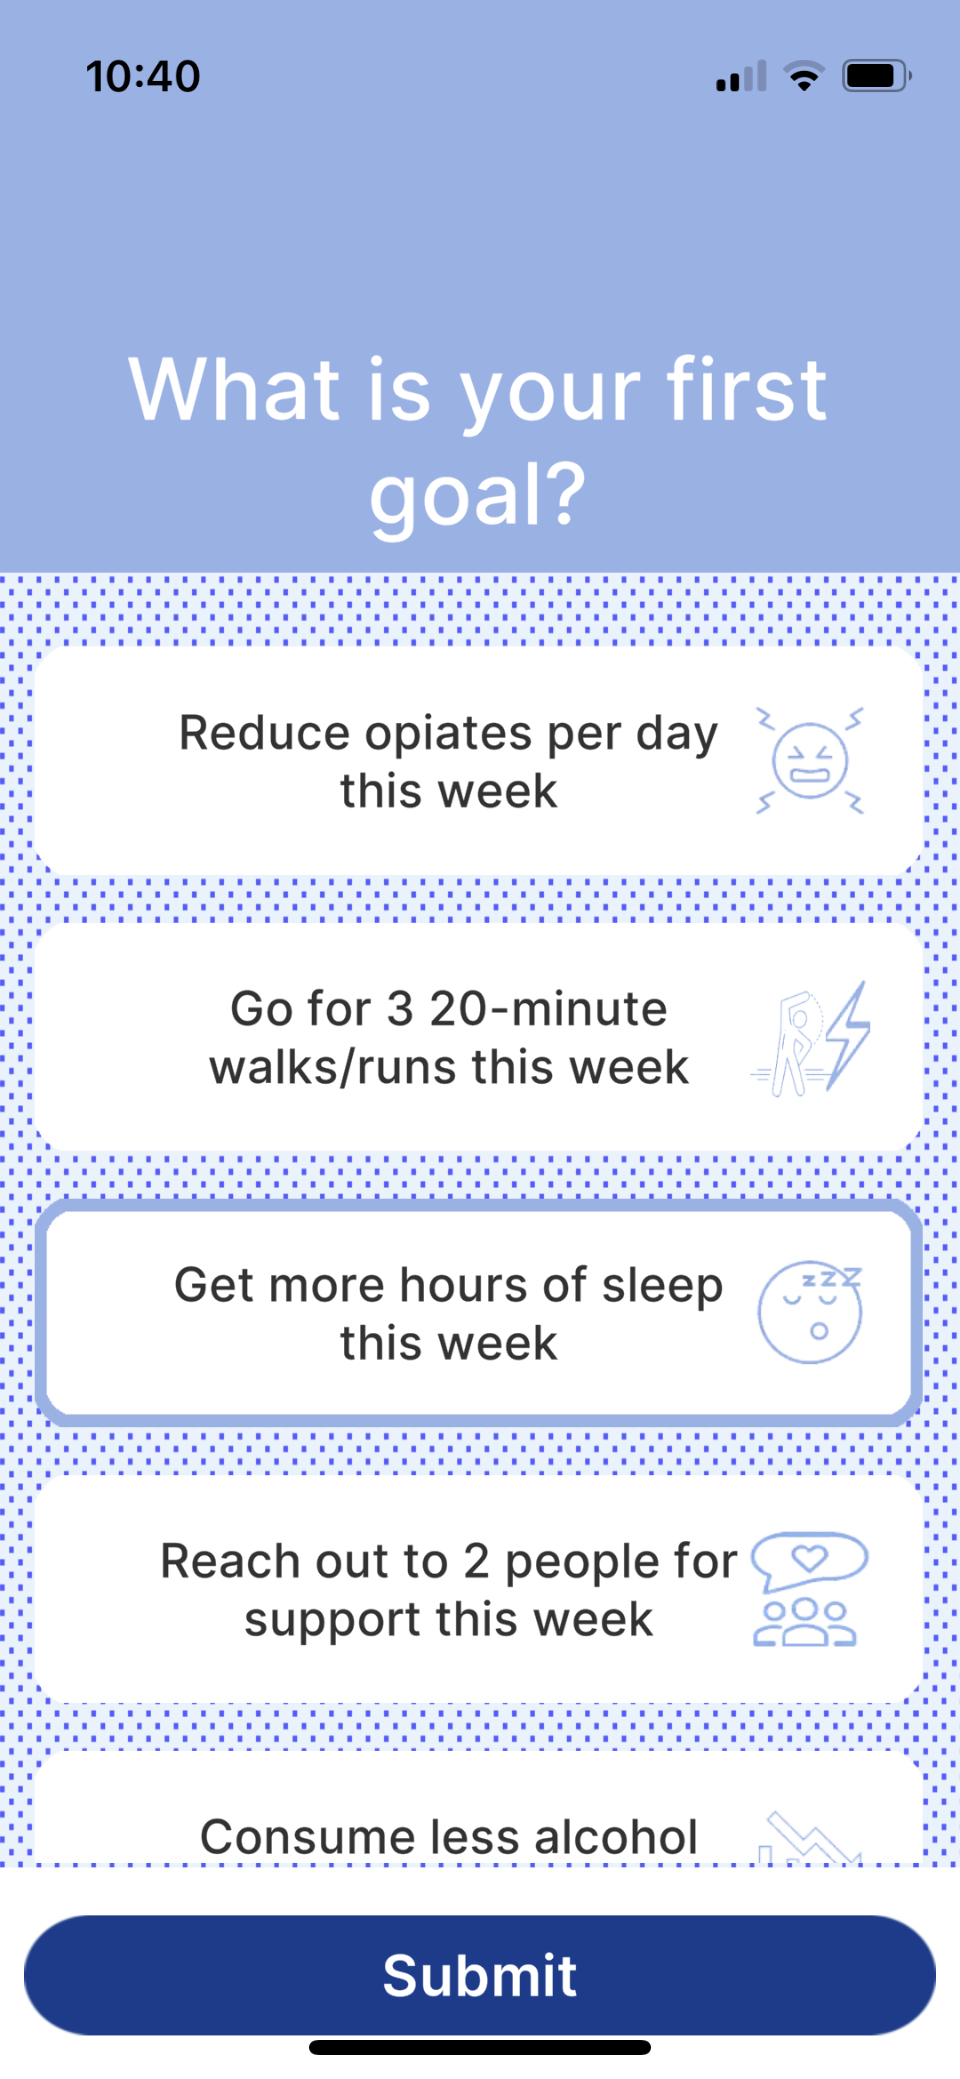 10:40
What is your first
goal?
Reduce opiates per day
this week
Go for 3 20-minute
walks/runs this week
Get more hours of sleep
this week
zzz
Reach out to 2 people for
support this week
Consume less alcohol
Submit